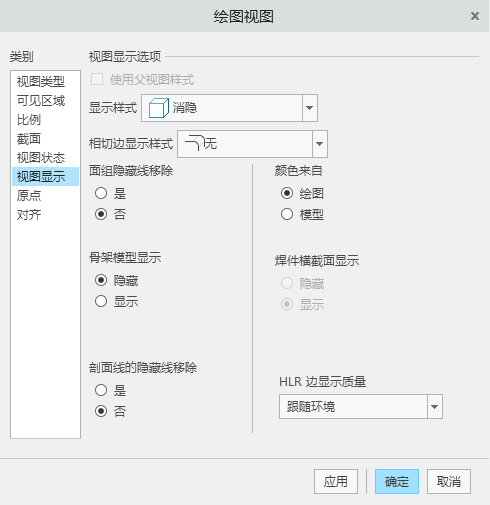 绘图视图
类别
视图类型
可见区域
比例
截面
视图状态
视图显示
原点
对齐
视图显示选项
使用父视图样式
显示样式 消隐
相切边显示样式 无
面组隐藏线移除
是
否
颜色来自
绘图
模型
骨架模型显示
隐藏
显示
焊件横截面显示
隐藏
显示
剖面线的隐藏线移除
是
否
HLR 边显示质量
跟随环境
应用 确定 取消